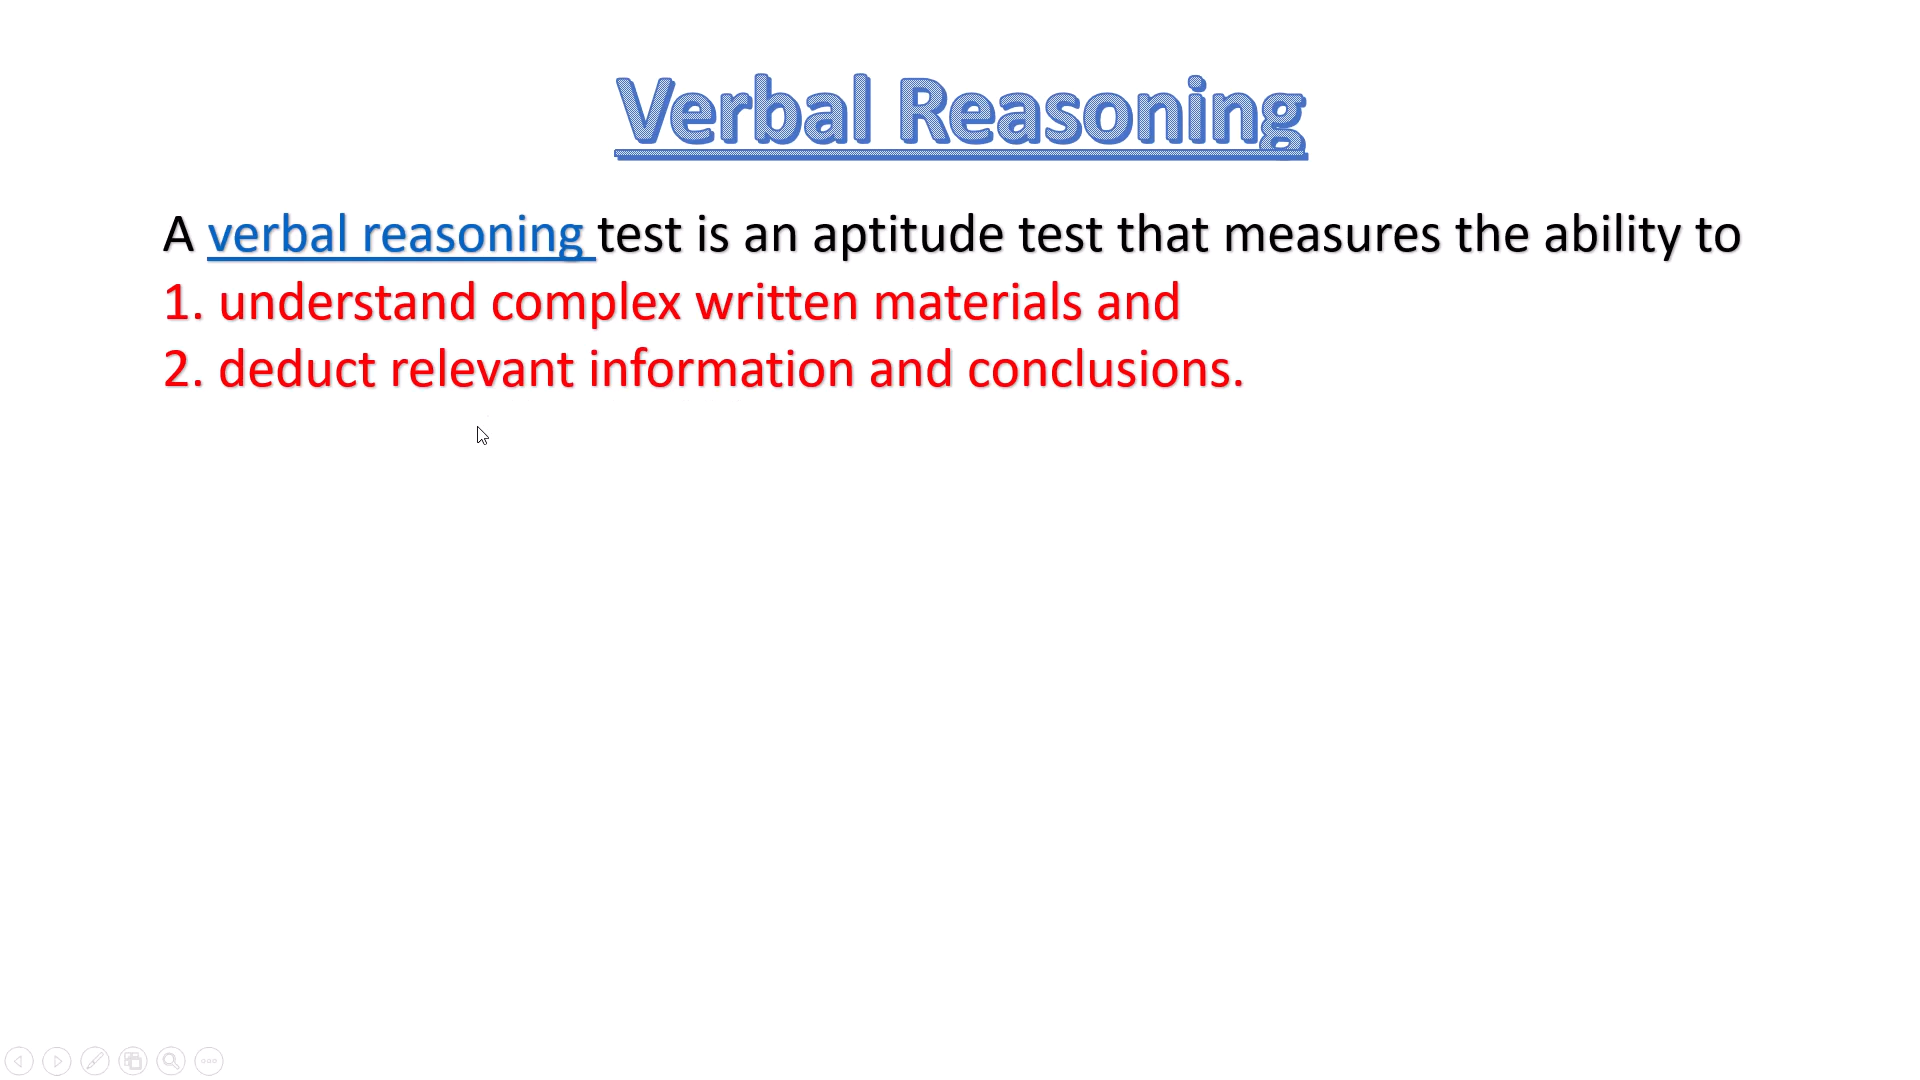 Verbal Reasoning
A verbal reasoning test is an aptitude test that measures the ability to
1. understand complex written materials and
2. deduct relevant information and conclusions.